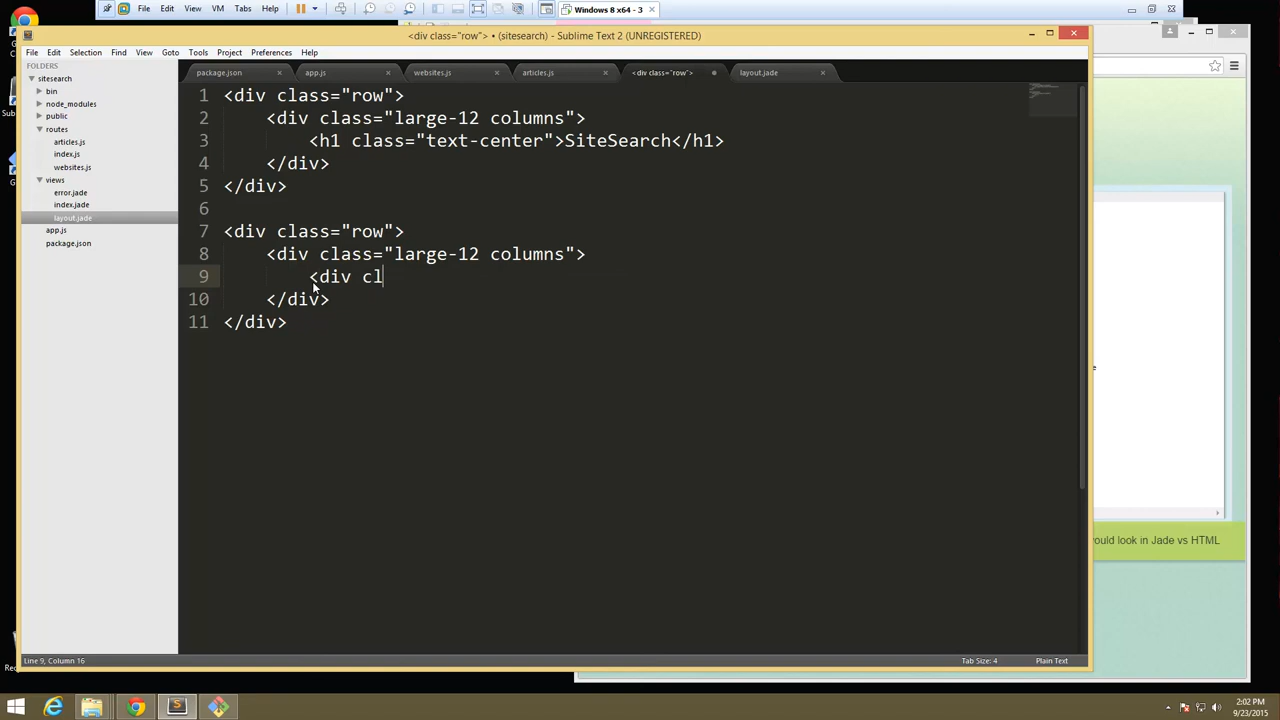 File Edit View VM Tabs Help Windows 8 x64 - 3
<div class="row"> • (sitesearch) - Sublime Text 2 (UNREGISTERED)
File Edit Selection Find View Goto Tools Project Preferences Help
FOLDERS
sitesearch
bin
node_modules
public
routes
articles.js
index.js
websites.js
views
error.jade
index.jade
layout.jade
app.js
package.json
package.json app.js websites.js articles.js <div class="row"> layout.jade
1 <div class="row">
2 <div class="large-12 columns">
3 <h1 class="text-center">SiteSearch</h1>
4 </div>
5 </div>
6
7 <div class="row">
8 <div class="large-12 columns">
9 <div cl
10 </div>
11 </div>
ould look in Jade vs HTML
Line 9, Column 16 Tab Size: 4 Plain Text
2:02 PM
9/23/2015